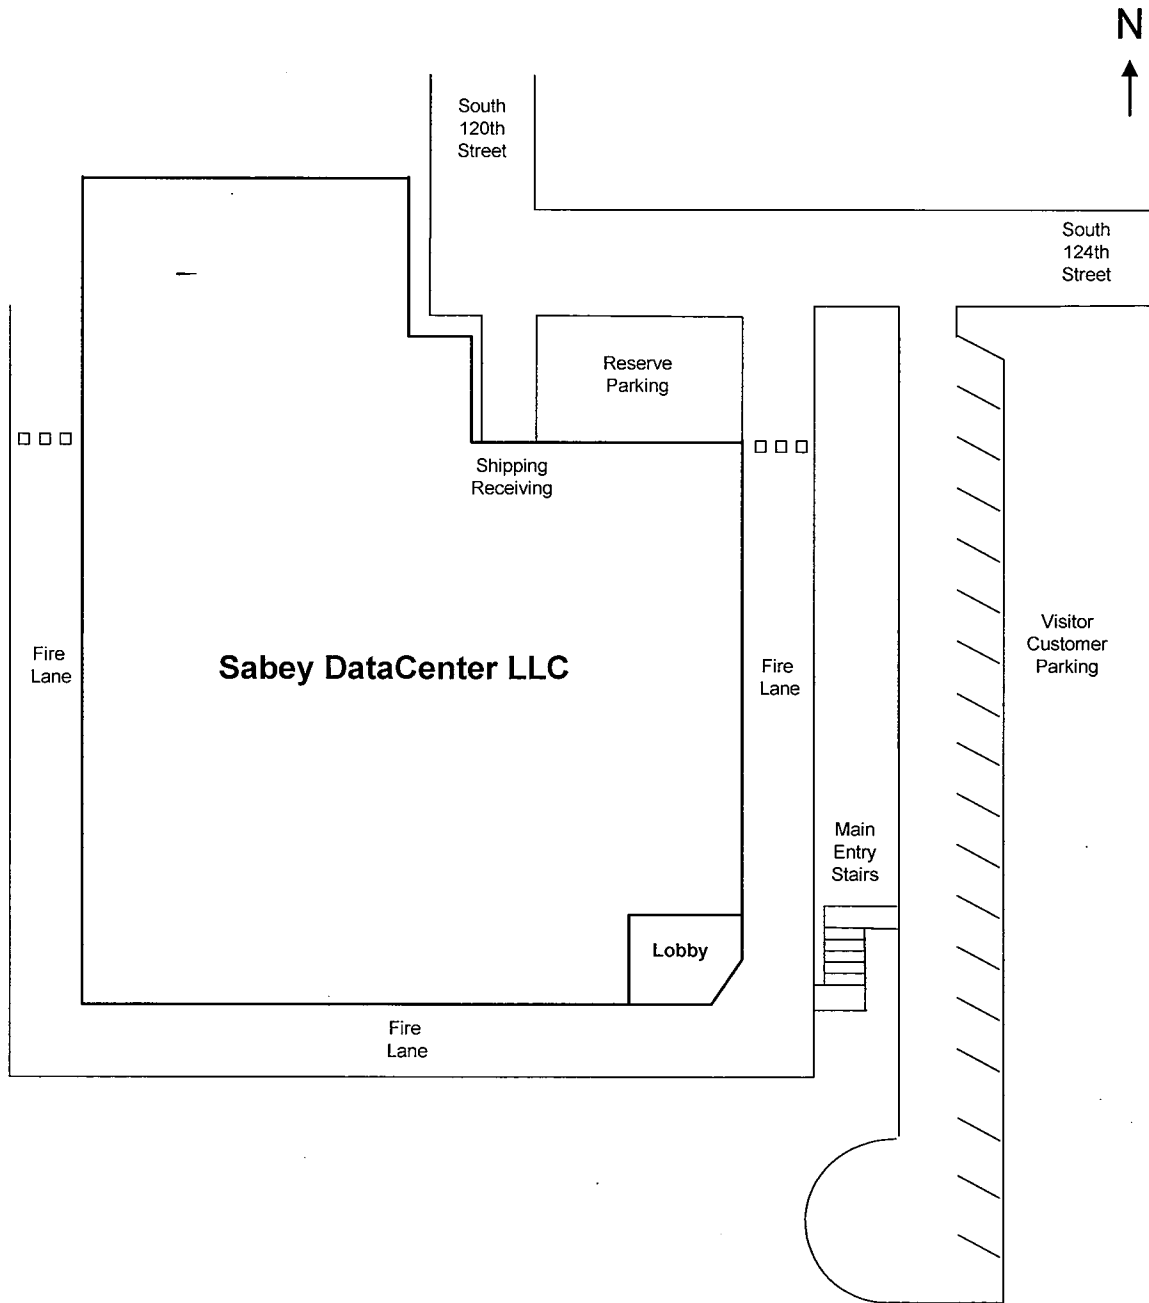 N
South
120th
Street
South
124th
Street
Reserve
Parking
Shipping
Receiving
Fire
Lane
Sabey DataCenter LLC
Fire
Lane
Visitor
Customer
Parking
Main
Entry
Stairs
Lobby
Fire
Lane